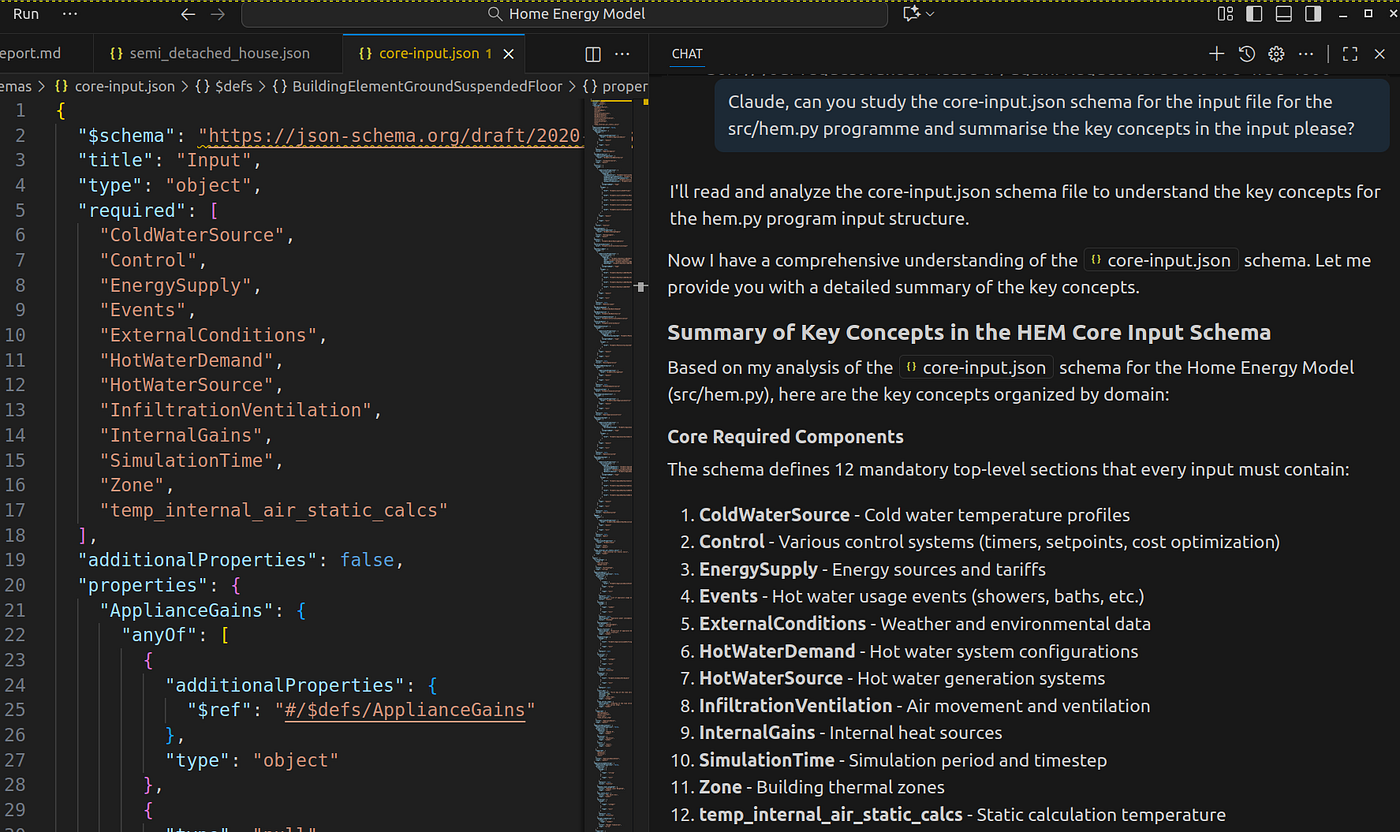 Run ··· Home Energy Model
eport.md {} semi_detached_house.json {} core-input.json 1
emas > {} core-input.json > {} $defs > {} BuildingElementGroundSuspendedFloor > {} proper
1 {
2 "$schema": "https://json-schema.org/draft/2020-
3 "title": "Input",
4 "type": "object",
5 "required": [
6 "ColdWaterSource",
7 "Control",
8 "EnergySupply",
9 "Events",
10 "ExternalConditions",
11 "HotWaterDemand",
12 "HotWaterSource",
13 "InfiltrationVentilation",
14 "InternalGains",
15 "SimulationTime",
16 "Zone",
17 "temp_internal_air_static_calcs"
18 ],
19 "additionalProperties": false,
20 "properties": {
21 "ApplianceGains": {
22 "anyOf": [
23 {
24 "additionalProperties": {
25 "$ref": "#/$defs/ApplianceGains"
26 },
27 "type": "object"
28 },
29 {
CHAT
Claude, can you study the core-input.json schema for the input file for the
src/hem.py programme and summarise the key concepts in the input please?
I'll read and analyze the core-input.json schema file to understand the key concepts for
the hem.py program input structure.
Now I have a comprehensive understanding of the {} core-input.json schema. Let me
provide you with a detailed summary of the key concepts.
Summary of Key Concepts in the HEM Core Input Schema
Based on my analysis of the {} core-input.json schema for the Home Energy Model
(src/hem.py), here are the key concepts organized by domain:
Core Required Components
The schema defines 12 mandatory top-level sections that every input must contain:
1. ColdWaterSource - Cold water temperature profiles
2. Control - Various control systems (timers, setpoints, cost optimization)
3. EnergySupply - Energy sources and tariffs
4. Events - Hot water usage events (showers, baths, etc.)
5. ExternalConditions - Weather and environmental data
6. HotWaterDemand - Hot water system configurations
7. HotWaterSource - Hot water generation systems
8. InfiltrationVentilation - Air movement and ventilation
9. InternalGains - Internal heat sources
10. SimulationTime - Simulation period and timestep
11. Zone - Building thermal zones
12. temp_internal_air_static_calcs - Static calculation temperature